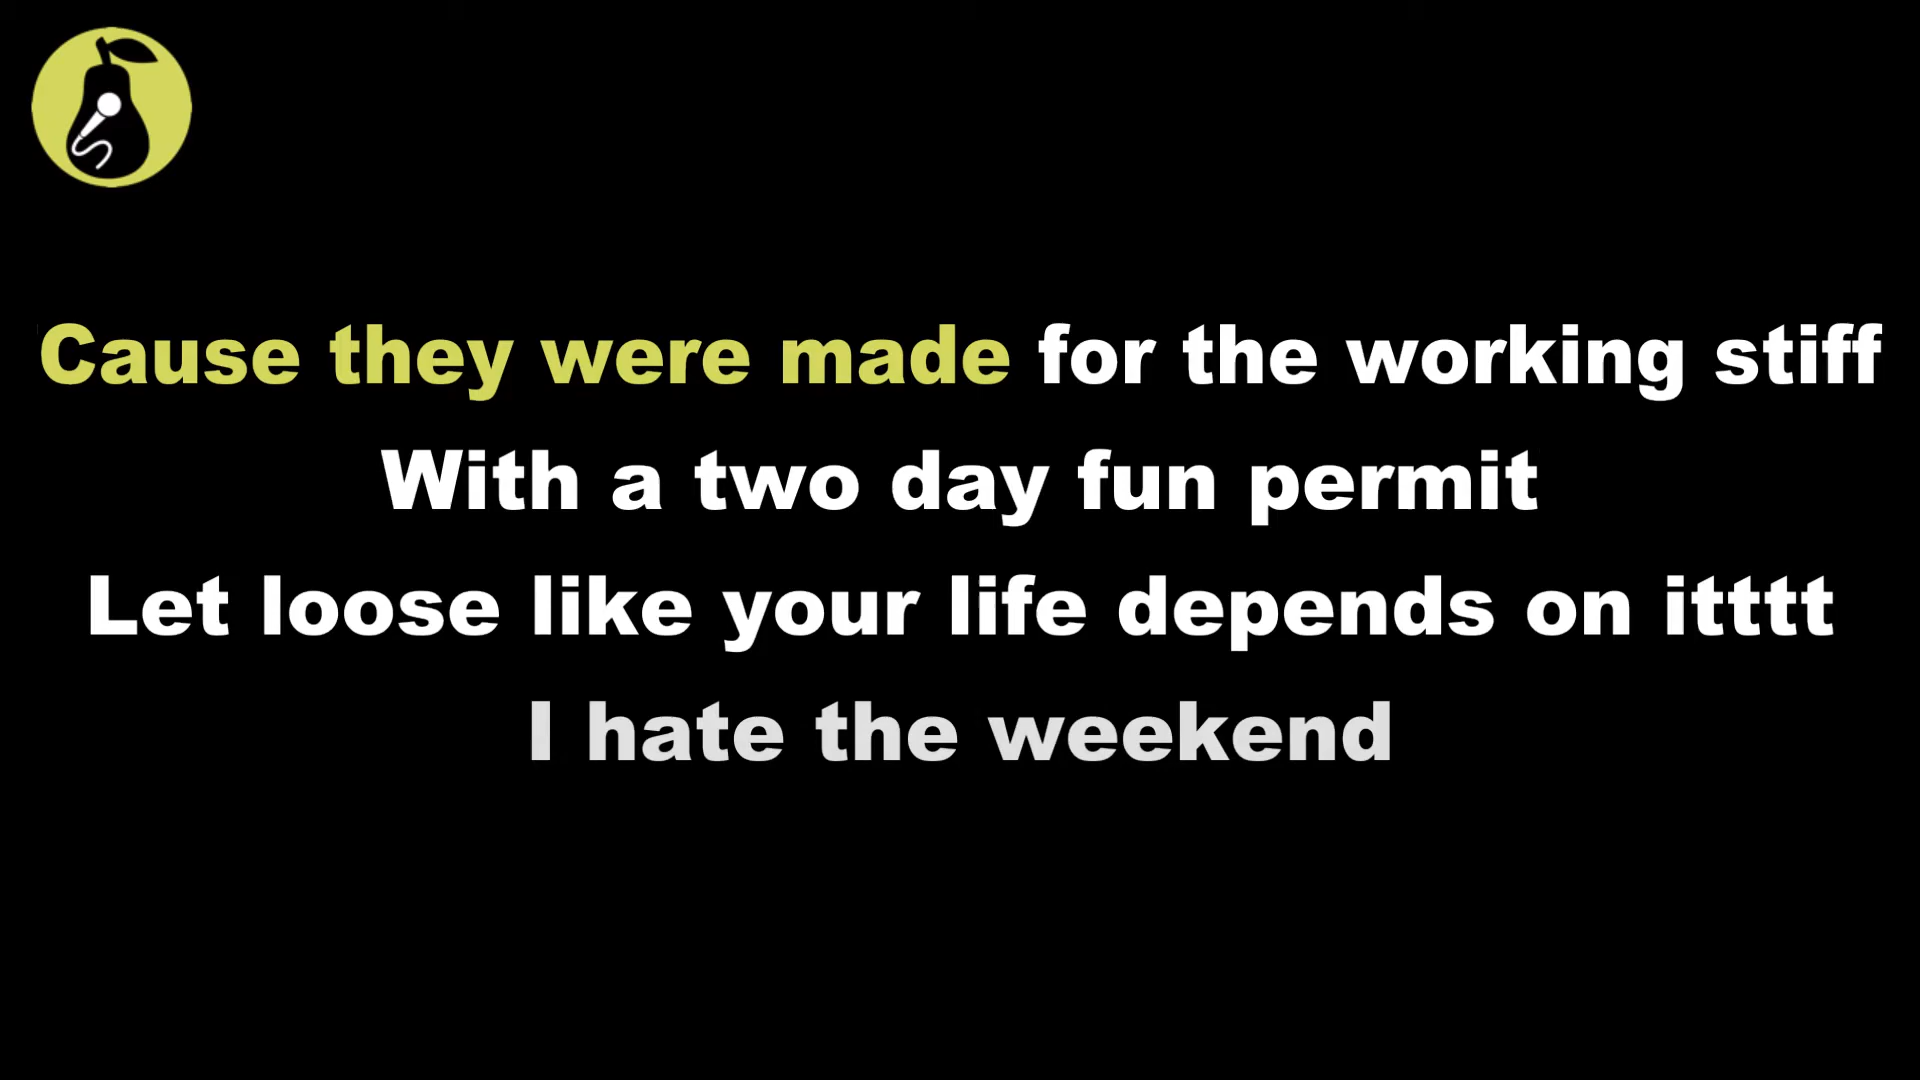 Cause they were made for the working stiff
With a two day fun permit
Let loose like your life depends on itttt
I hate the weekend